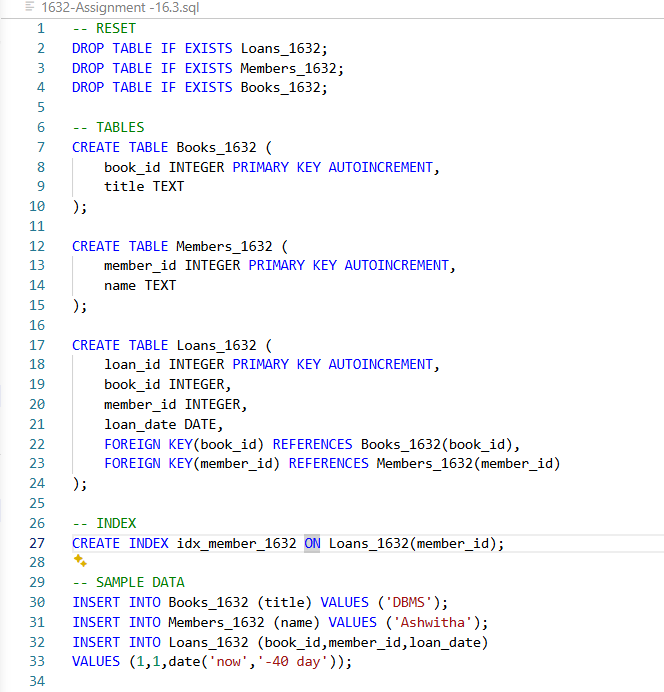 1632-Assignment -16.3.sql
1 -- RESET
2 DROP TABLE IF EXISTS Loans_1632;
3 DROP TABLE IF EXISTS Members_1632;
4 DROP TABLE IF EXISTS Books_1632;
5
6 -- TABLES
7 CREATE TABLE Books_1632 (
8     book_id INTEGER PRIMARY KEY AUTOINCREMENT,
9     title TEXT
10 );
11
12 CREATE TABLE Members_1632 (
13     member_id INTEGER PRIMARY KEY AUTOINCREMENT,
14     name TEXT
15 );
16
17 CREATE TABLE Loans_1632 (
18     loan_id INTEGER PRIMARY KEY AUTOINCREMENT,
19     book_id INTEGER,
20     member_id INTEGER,
21     loan_date DATE,
22     FOREIGN KEY(book_id) REFERENCES Books_1632(book_id),
23     FOREIGN KEY(member_id) REFERENCES Members_1632(member_id)
24 );
25
26 -- INDEX
27 CREATE INDEX idx_member_1632 ON Loans_1632(member_id);
28
29 -- SAMPLE DATA
30 INSERT INTO Books_1632 (title) VALUES ('DBMS');
31 INSERT INTO Members_1632 (name) VALUES ('Ashwitha');
32 INSERT INTO Loans_1632 (book_id,member_id,loan_date)
33 VALUES (1,1,date('now','-40 day'));
34